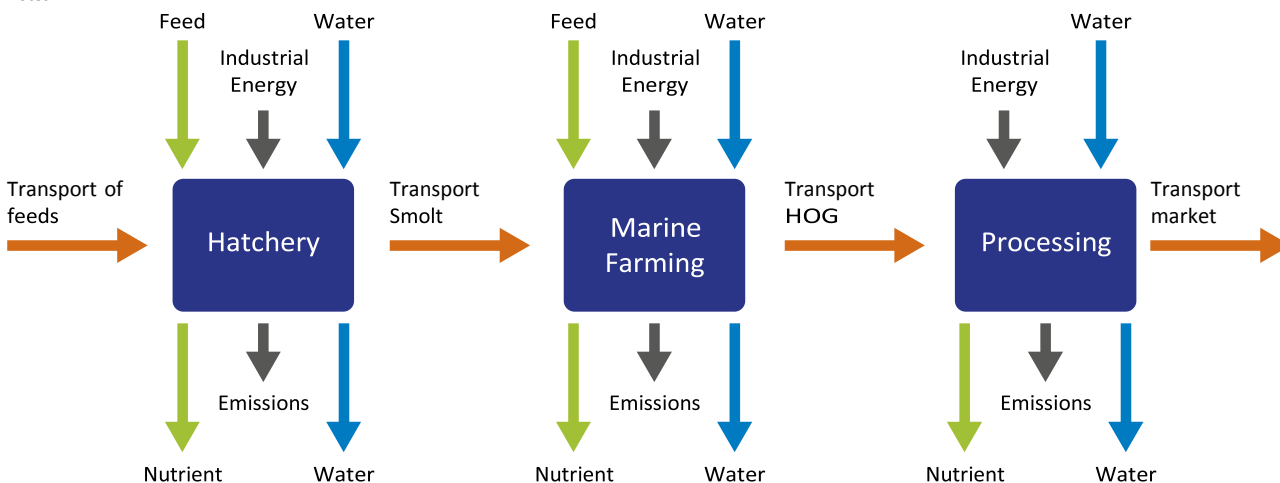 Feed
Water
Feed
Water
Water
Industrial
Energy
Industrial
Energy
Industrial
Energy
Transport of
feeds
Transport
Smolt
Transport
HOG
Transport
market
Hatchery
Marine
Farming
Processing
Emissions
Emissions
Emissions
Nutrient
Water
Nutrient
Water
Nutrient
Water